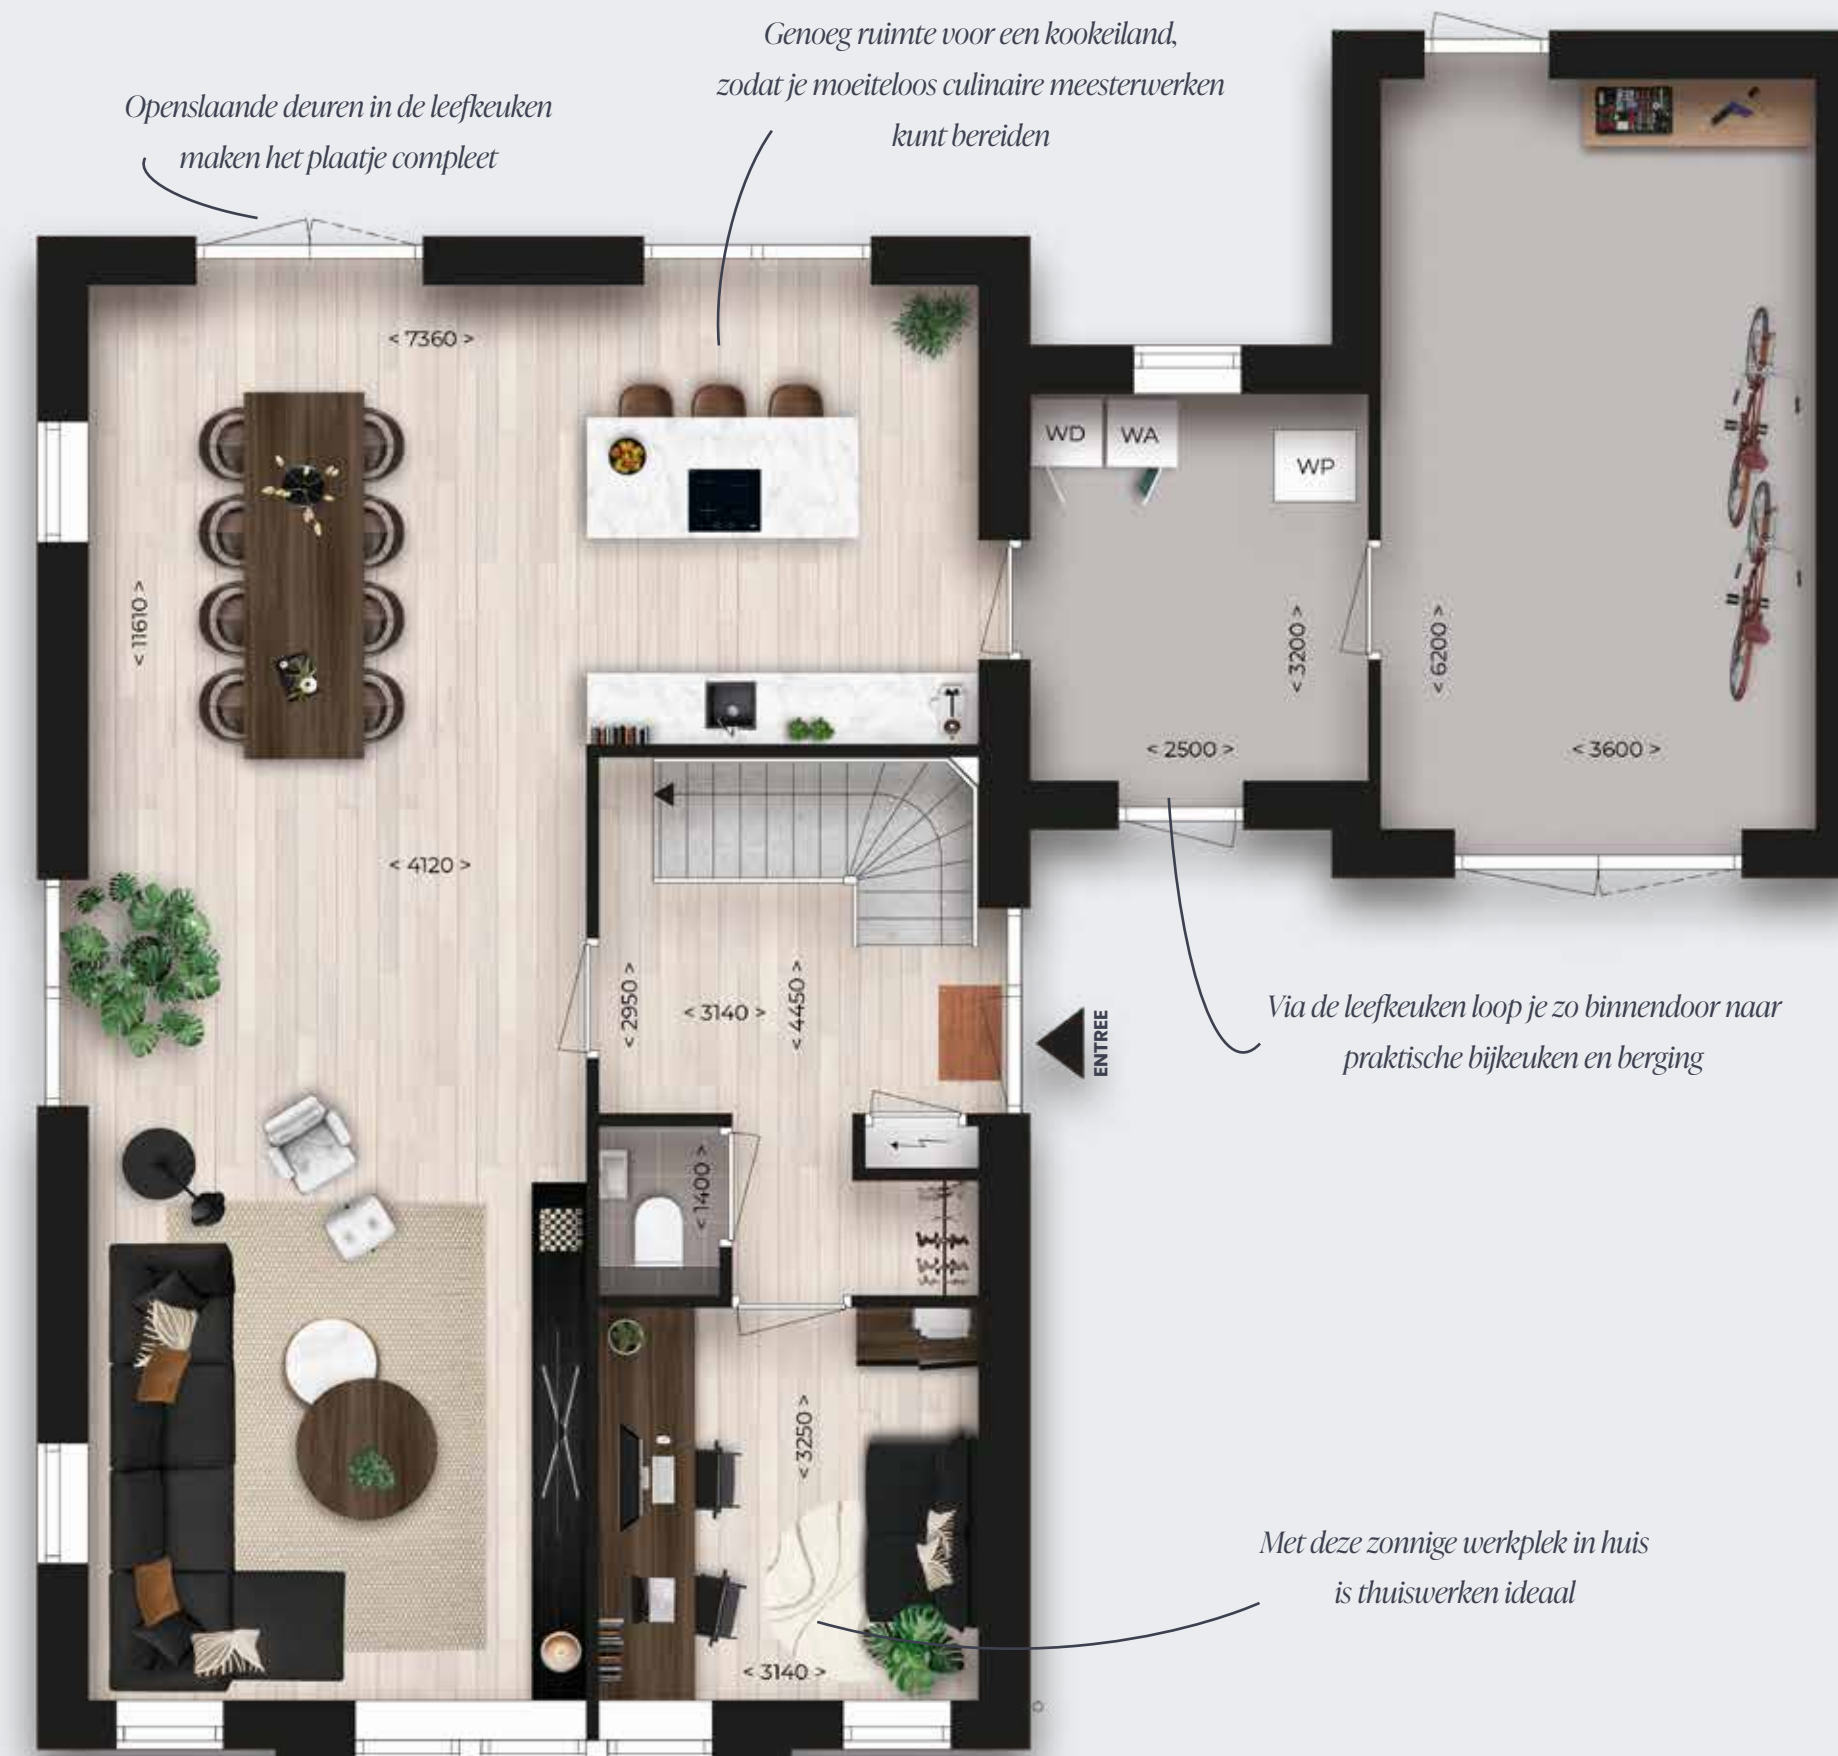 Genoeg ruimte voor een kookeiland,
zodat je moeiteloos culinaire meesterwerken
kunt bereiden
Openslaande deuren in de leefkeuken
maken het plaatje compleet
< 7360 >
WD
WA
WP
< 11610 >
< 3200 >
< 6200 >
< 2500 >
< 3600 >
< 4120 >
< 2950 >
< 3140 >
< 4450 >
ENTREE
Via de leefkeuken loop je zo binnendoor naar
praktische bijkeuken en berging
< 1400 >
< 3250 >
Met deze zonnige werkplek in huis
is thuiswerken ideaal
< 3140 >